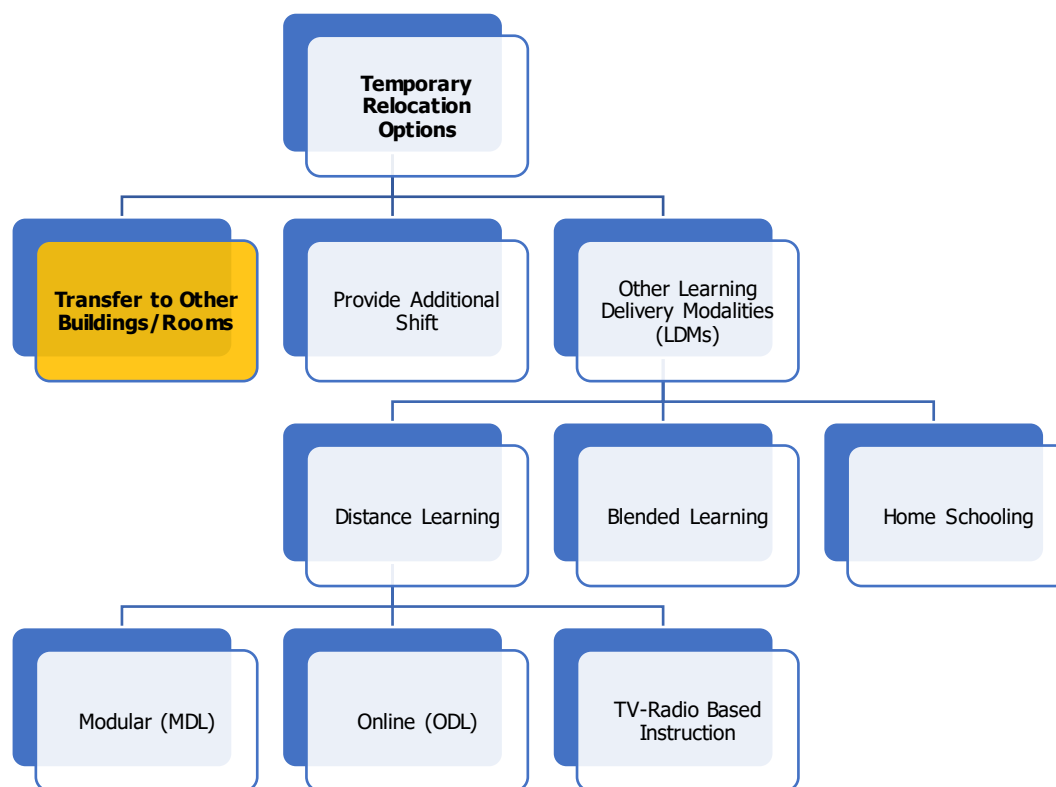 Temporary
Relocation
Options
Transfer to Other
Buildings/Rooms
Provide Additional
Shift
Other Learning
Delivery Modalities
(LDMs)
Distance Learning
Blended Learning
Home Schooling
Modular (MDL)
Online (ODL)
TV-Radio Based
Instruction